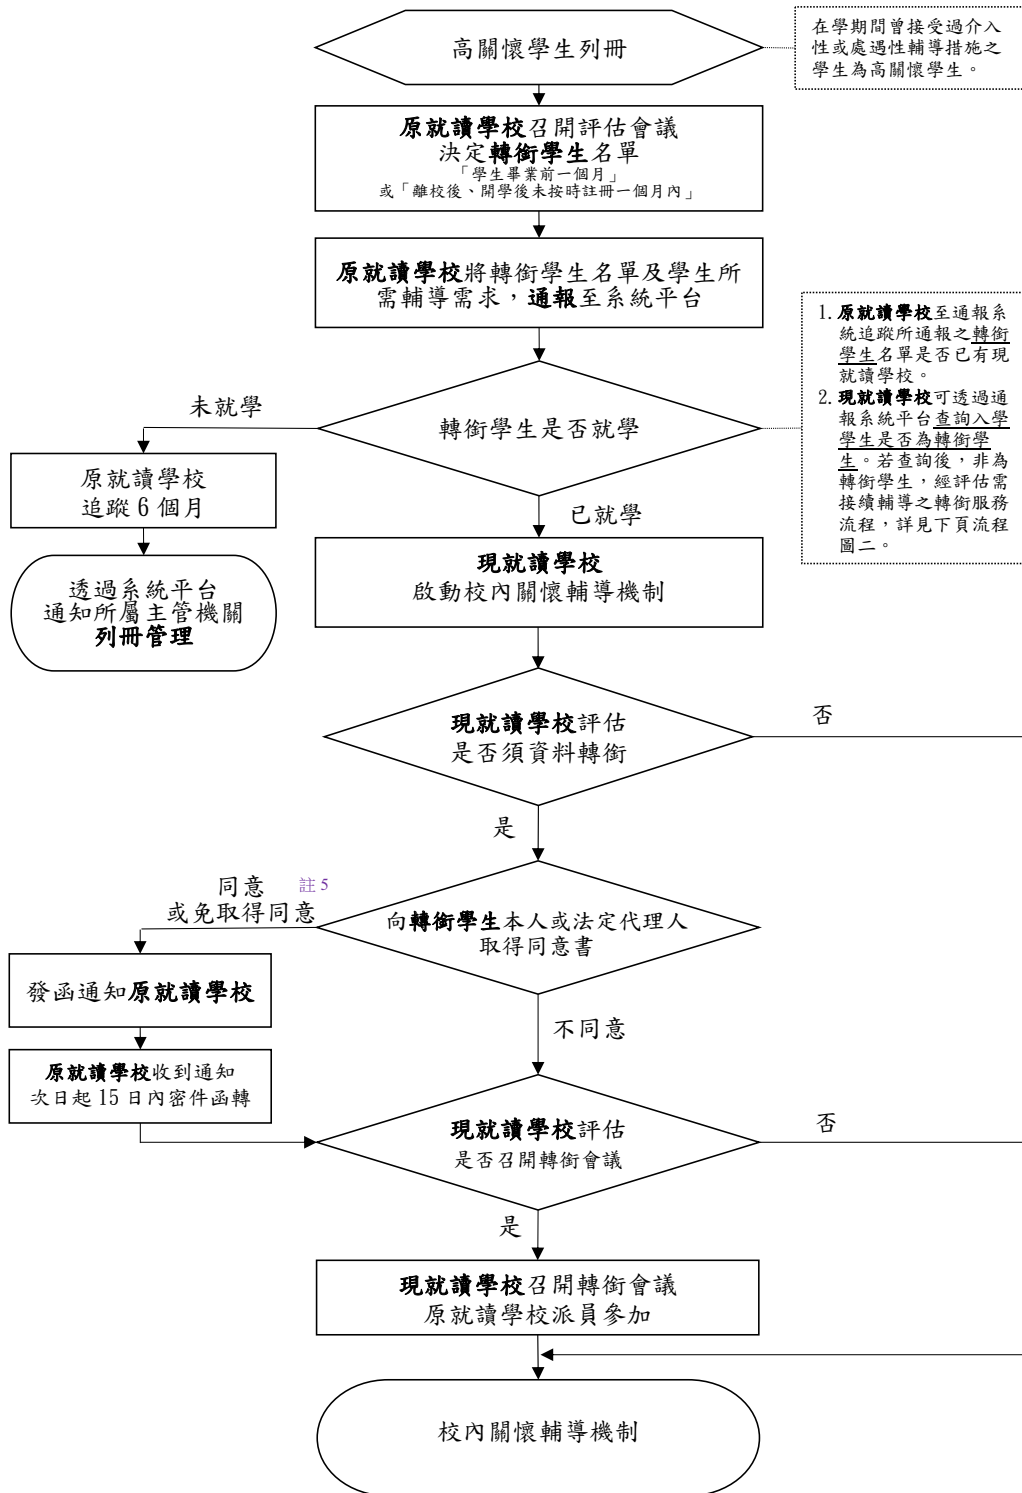 高關懷學生列冊
在學期間曾接受過介入
性或處遇性輔導措施之
學生為高關懷學生。
原就讀學校召開評估會議
決定轉銜學生名單
「學生畢業前一個月」
或「離校後、開學後未按時註冊一個月內」
原就讀學校將轉銜學生名單及學生所
需輔導需求，通報至系統平台
1. 原就讀學校至通報系
統追蹤所通報之轉銜
學生名單是否已有現
就讀學校。
2. 現就讀學校可透過通
報系統平台查詢入學
學生是否為轉銜學
生。若查詢後，非為
轉銜學生，經評估需
接續輔導之轉銜服務
流程，詳見下頁流程
圖二。
轉銜學生是否就學
未就學
原就讀學校
追蹤 6 個月
透過系統平台
通知所屬主管機關
列冊管理
已就學
現就讀學校
啟動校內關懷輔導機制
現就讀學校評估
是否須資料轉銜
否
是
向轉銜學生本人或法定代理人
取得同意書
同意 註 5
或免取得同意
發函通知原就讀學校
原就讀學校收到通知
次日起 15 日內密件函轉
不同意
現就讀學校評估
是否召開轉銜會議
否
是
現就讀學校召開轉銜會議
原就讀學校派員參加
校內關懷輔導機制